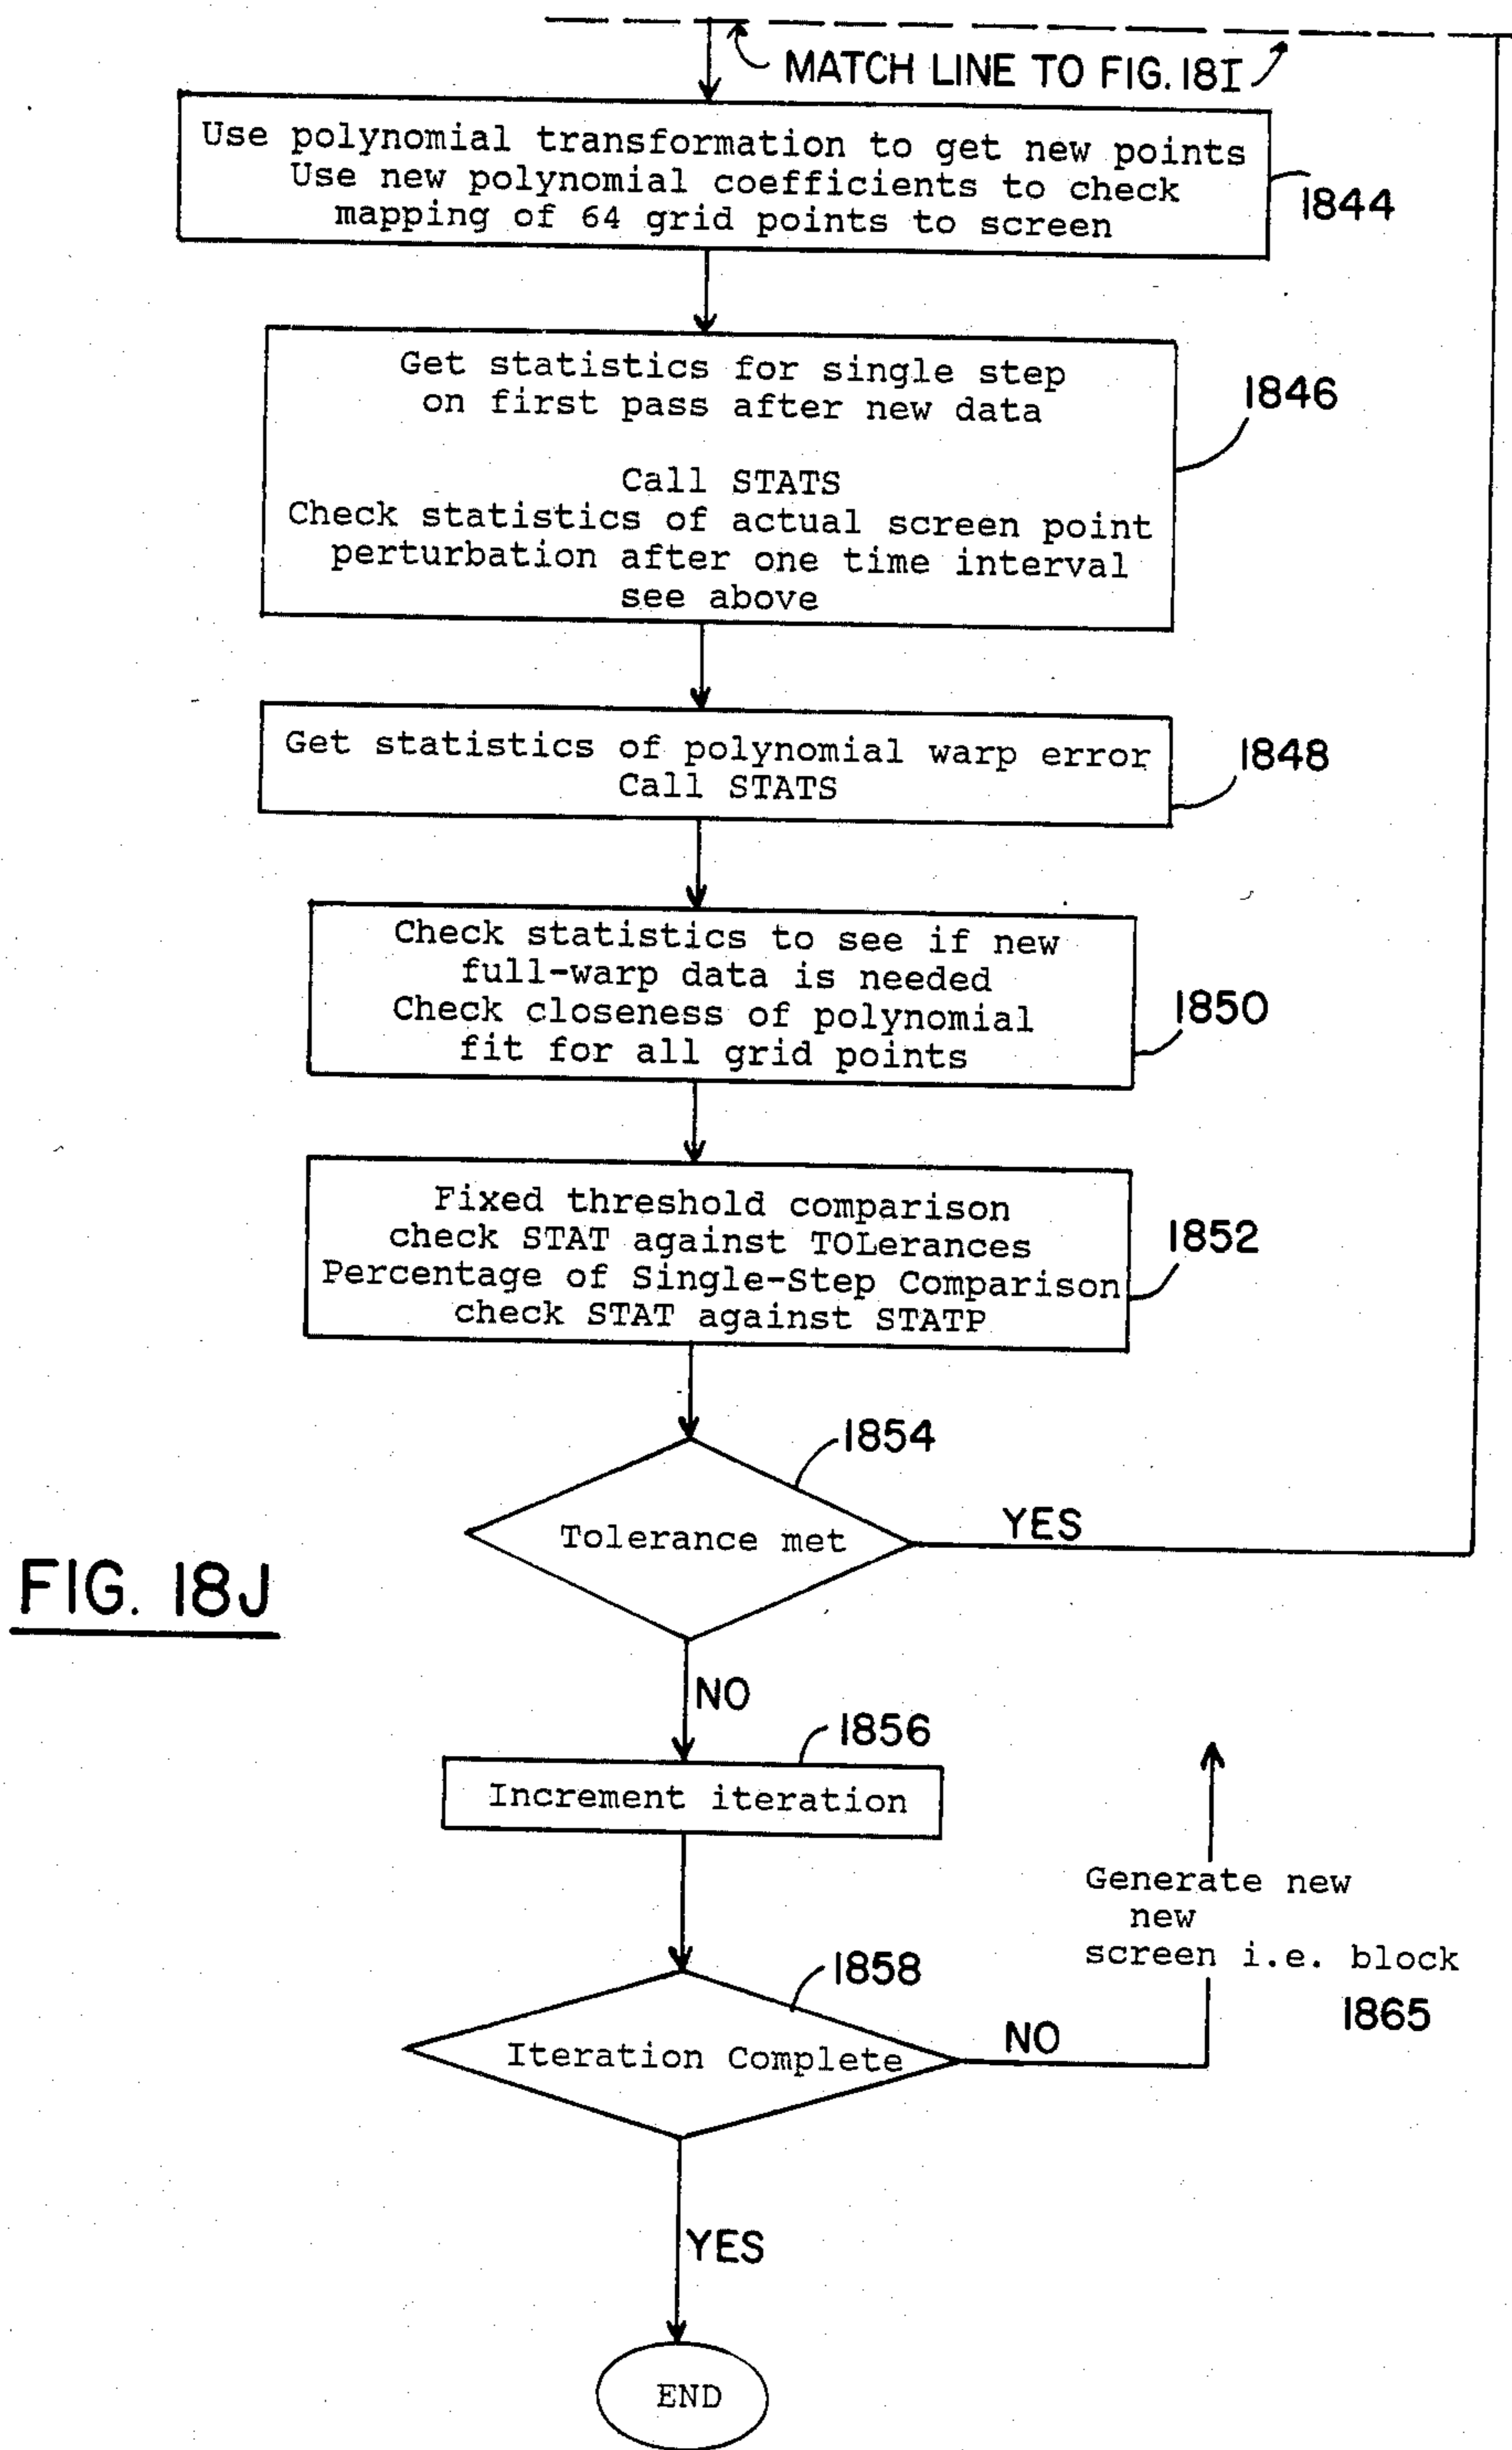 MATCH LINE TO FIG. 18I
Use polynomial transformation to get new points
Use new polynomial coefficients to check
mapping of 64 grid points to screen
1844
Get statistics for single step
on first pass after new data
1846
Call STATS
Check statistics of actual screen point
perturbation after one time interval
see above
Get statistics of polynomial warp error
Call STATS
1848
Check statistics to see if new
full-warp data is needed
Check closeness of polynomial
fit for all grid points
1850
Fixed threshold comparison
check STAT against TOLerances
Percentage of Single-Step Comparison
check STAT against STATP
1852
1854
Tolerance met
YES
FIG. 18J
NO
1856
Increment iteration
Generate new
new
screen i.e. block
1865
1858
Iteration Complete
NO
YES
END